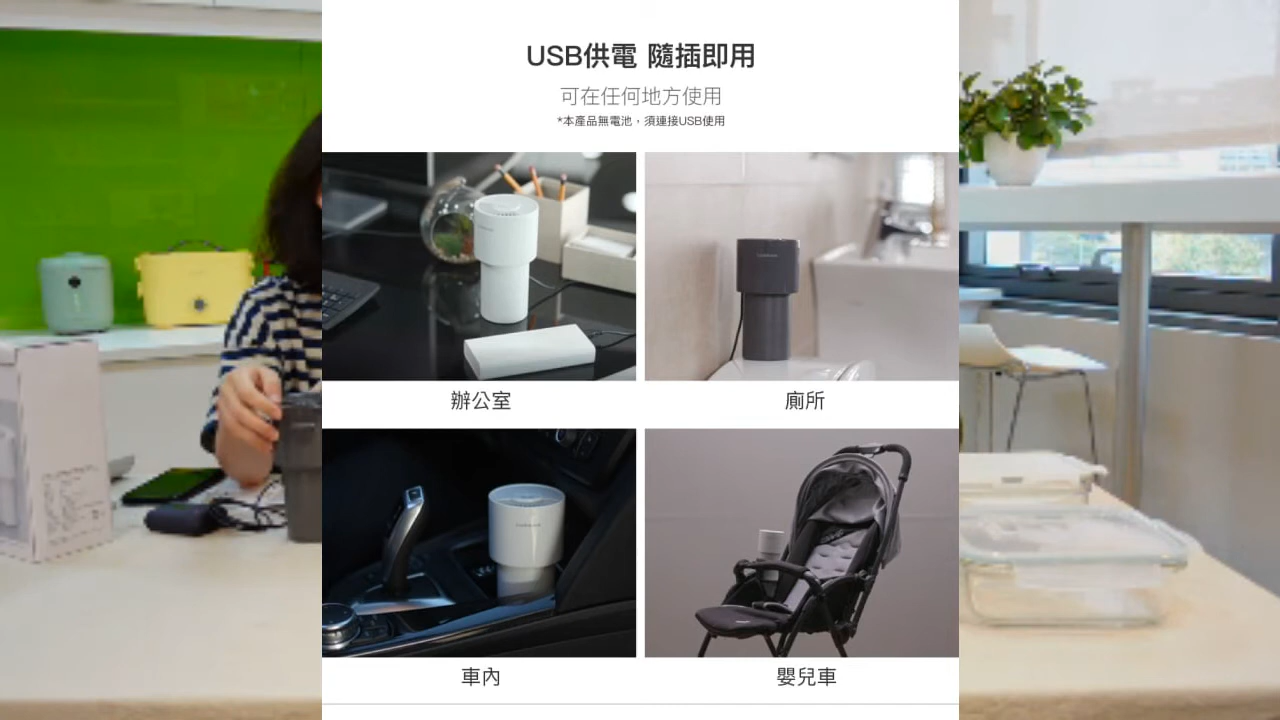 USB供電 隨插即用
可在任何地方使用
*本產品無電池，須連接USB使用
辦公室
廁所
車內
嬰兒車